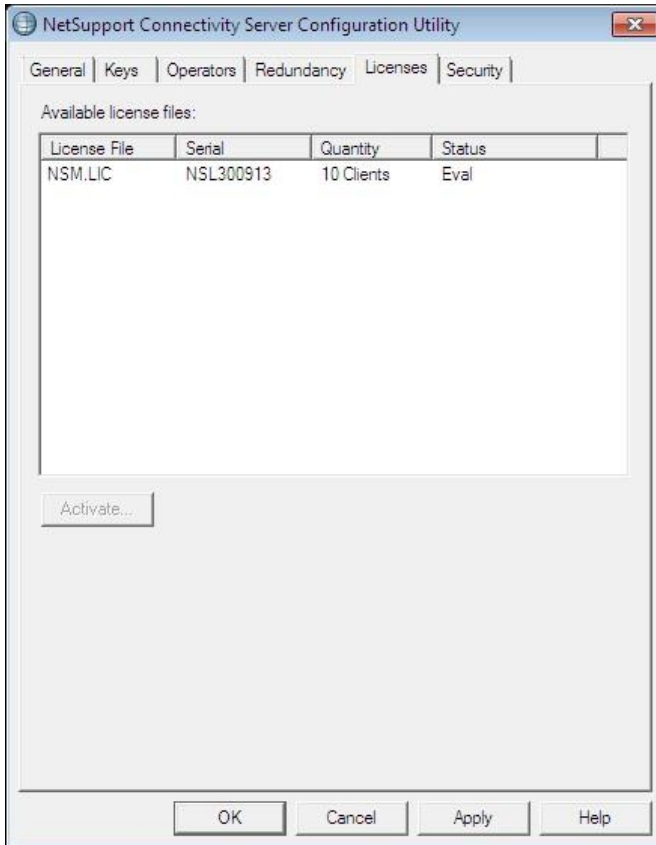 NetSupport Connectivity Server Configuration Utility
General Keys Operators Redundancy Licenses Security
Available license files:
License File Serial Quantity Status
NSM.LIC NSL300913 10 Clients Eval
Activate...
OK Cancel Apply Help